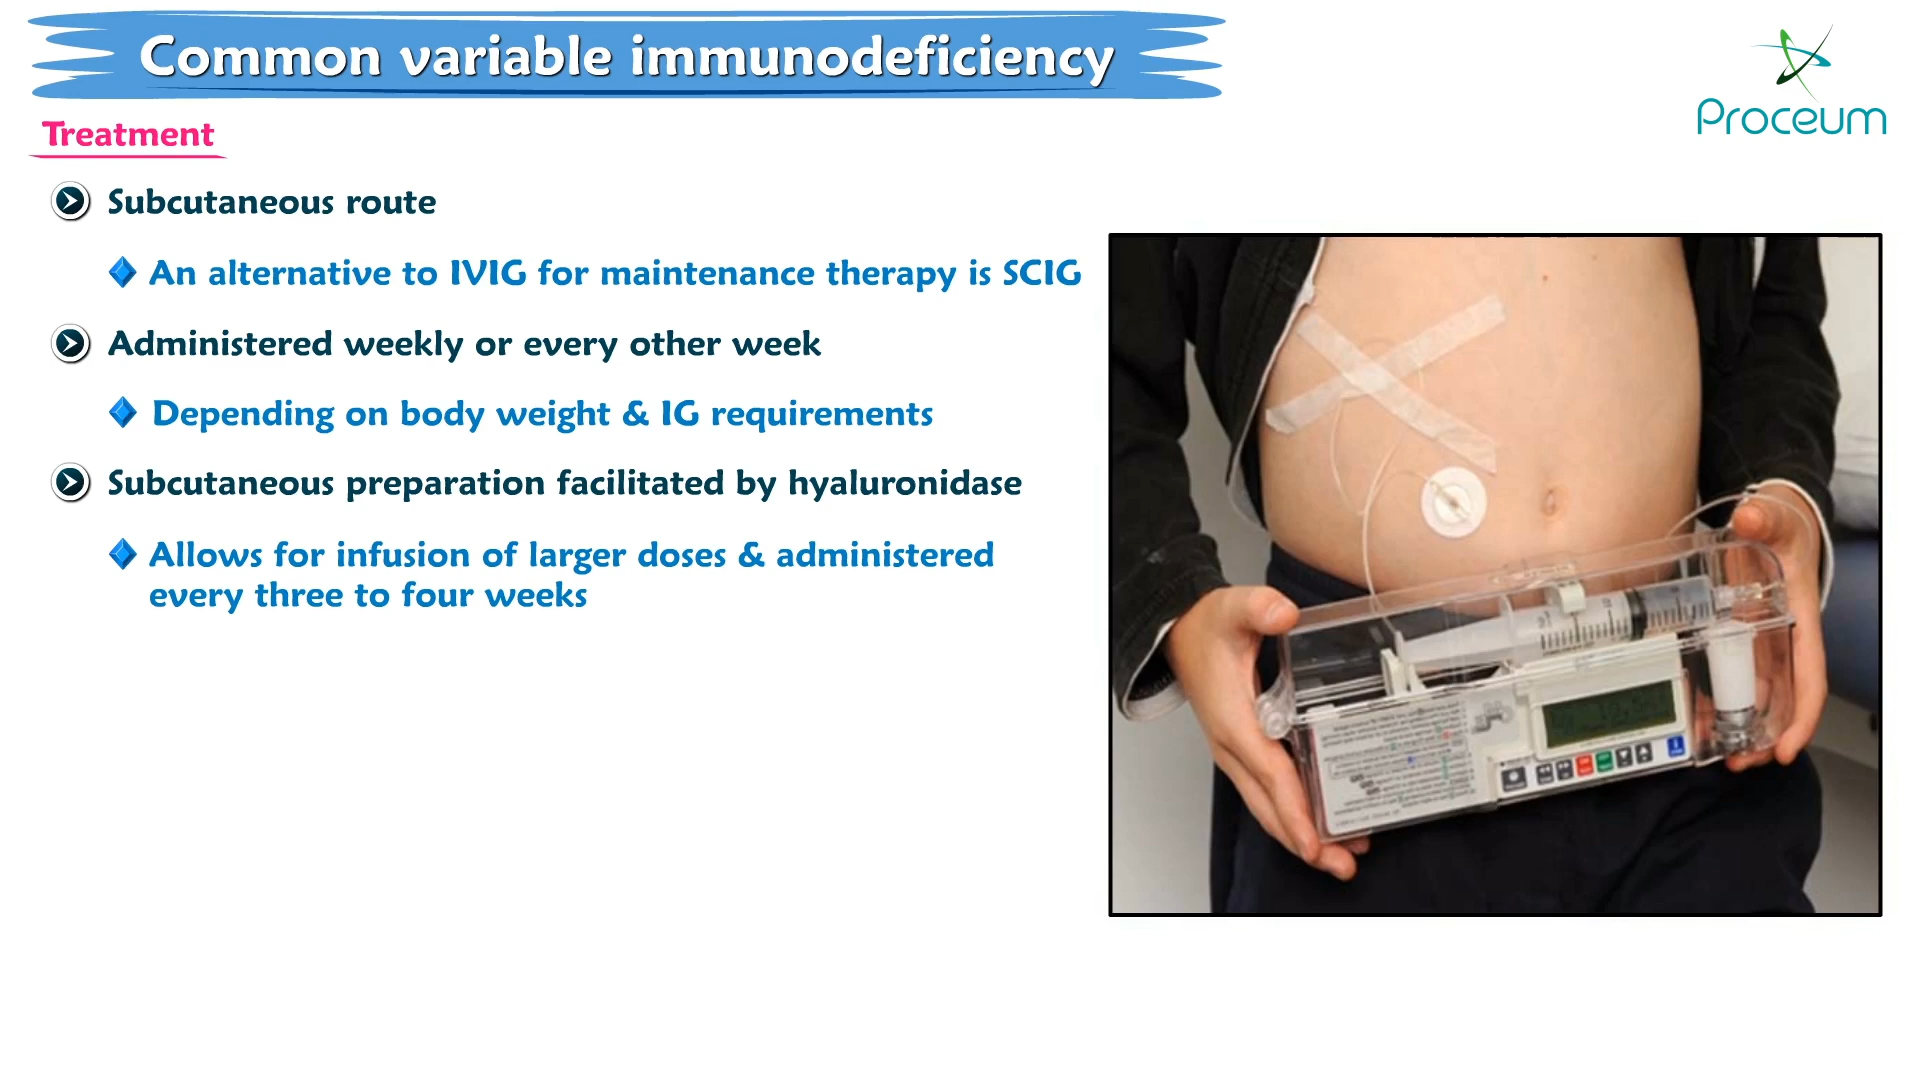 Common variable immunodeficiency
Proceum
Treatment
Subcutaneous route
An alternative to IVIG for maintenance therapy is SCIG
Administered weekly or every other week
Depending on body weight & IG requirements
Subcutaneous preparation facilitated by hyaluronidase
Allows for infusion of larger doses & administered
every three to four weeks